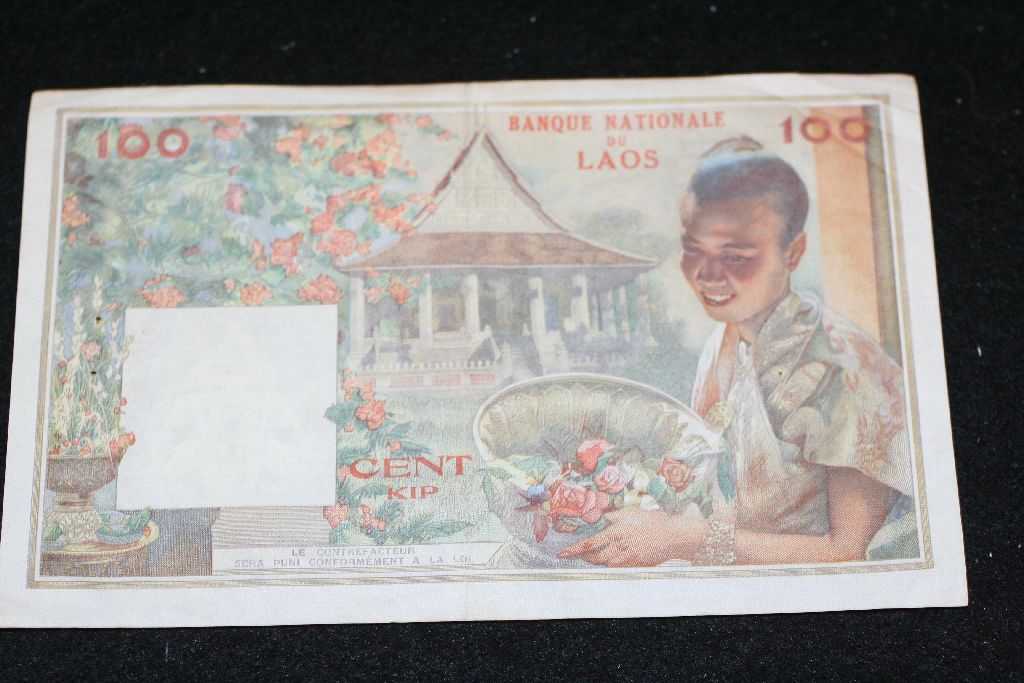 100
BANQUE NATIONALE
DU
LAOS
100
CENT
KIP
LE CONTREFACTEUR
SERA PUNI CONFORMÉMENT A LA LOI